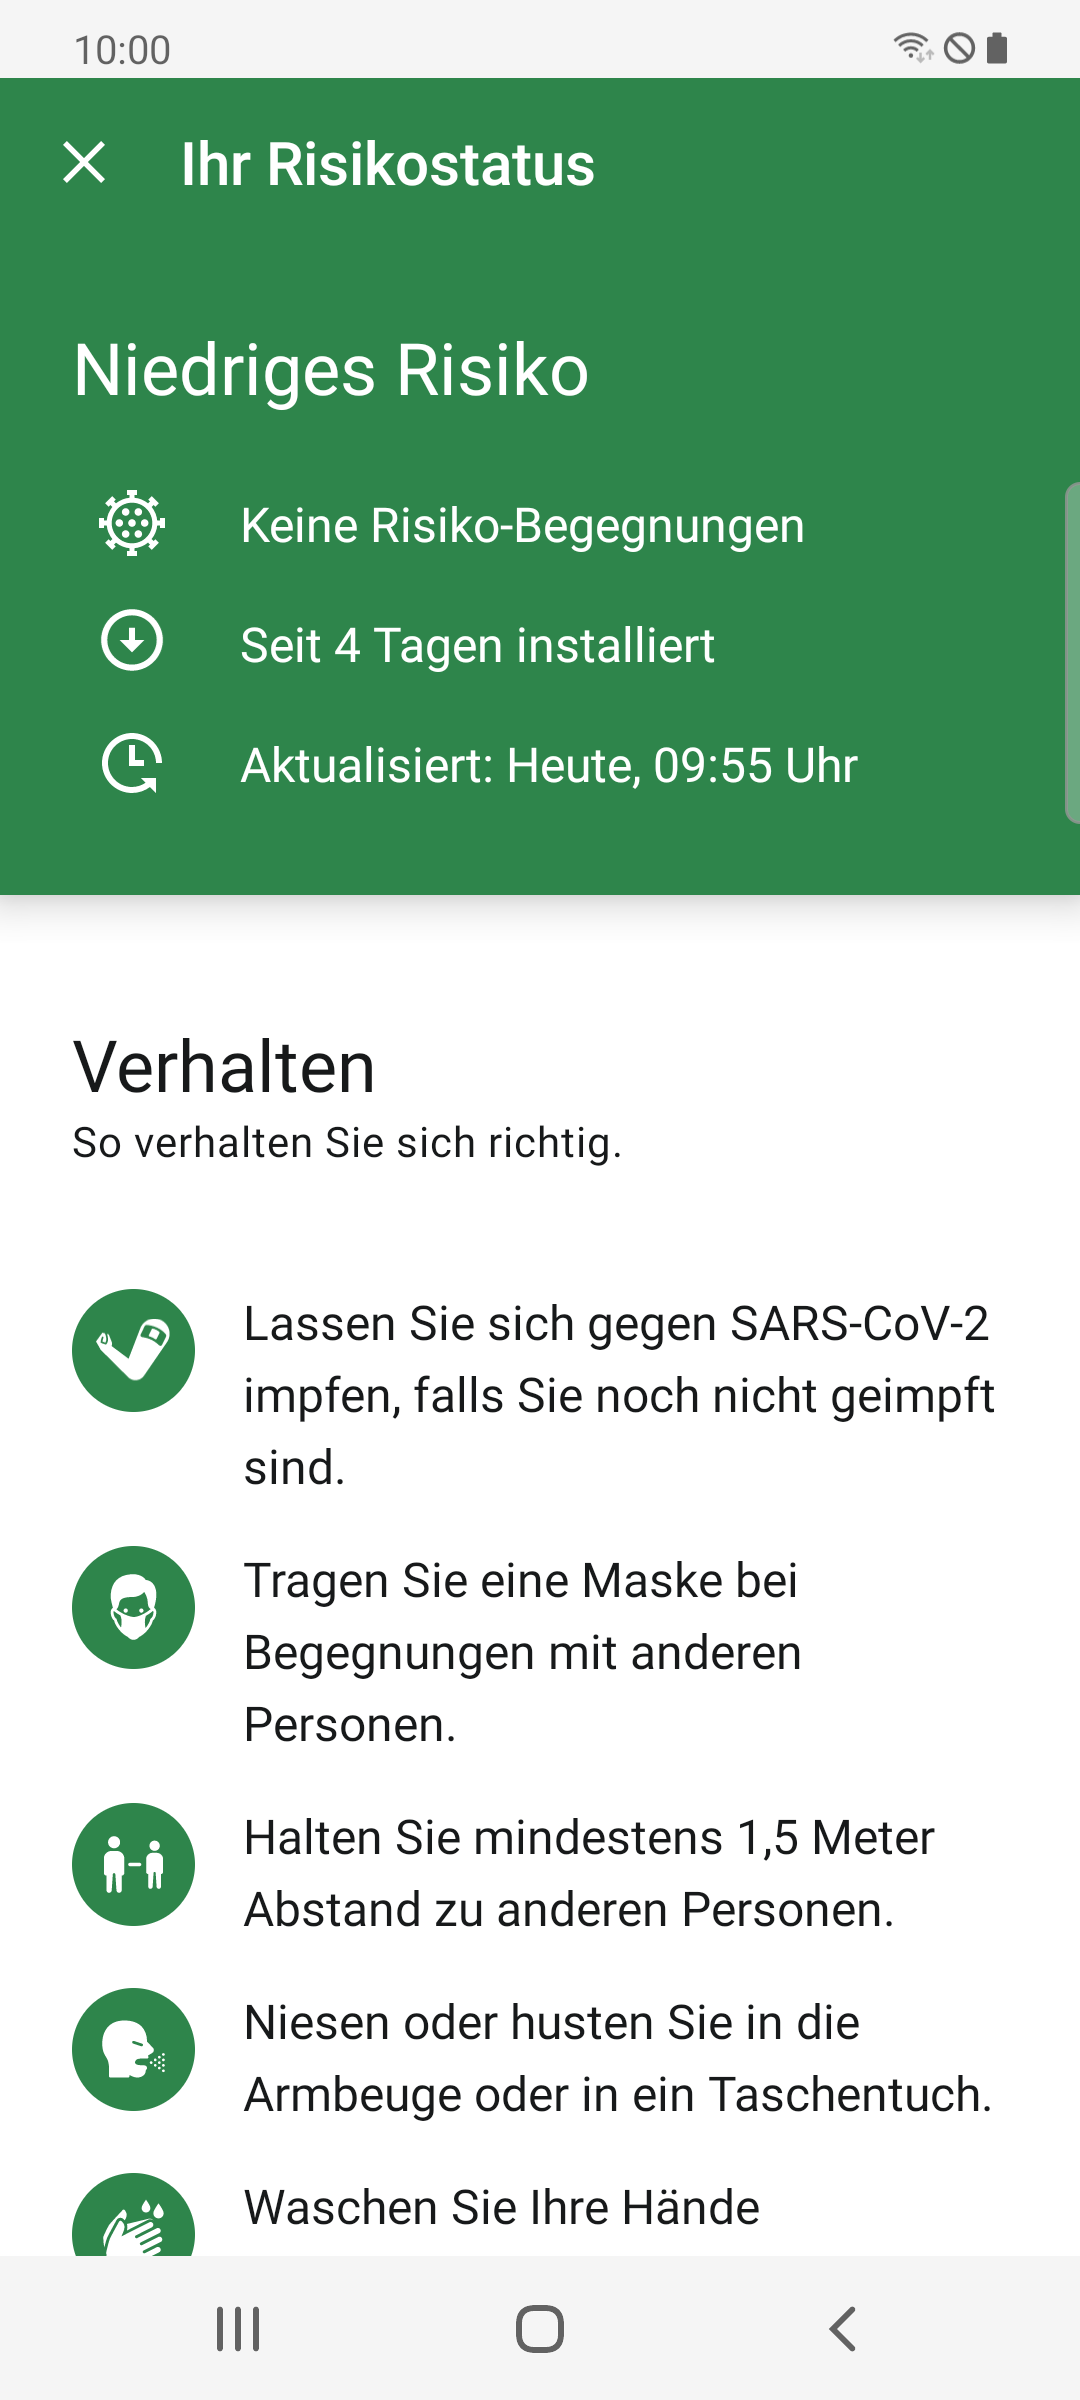 10:00
Ihr Risikostatus
Niedriges Risiko
Keine Risiko-Begegnungen
Seit 4 Tagen installiert
Aktualisiert: Heute, 09:55 Uhr
Verhalten
So verhalten Sie sich richtig.
Lassen Sie sich gegen SARS-CoV-2
impfen, falls Sie noch nicht geimpft
sind.
Tragen Sie eine Maske bei
Begegnungen mit anderen
Personen.
Halten Sie mindestens 1,5 Meter
Abstand zu anderen Personen.
Niesen oder husten Sie in die
Armbeuge oder in ein Taschentuch.
Waschen Sie Ihre Hände